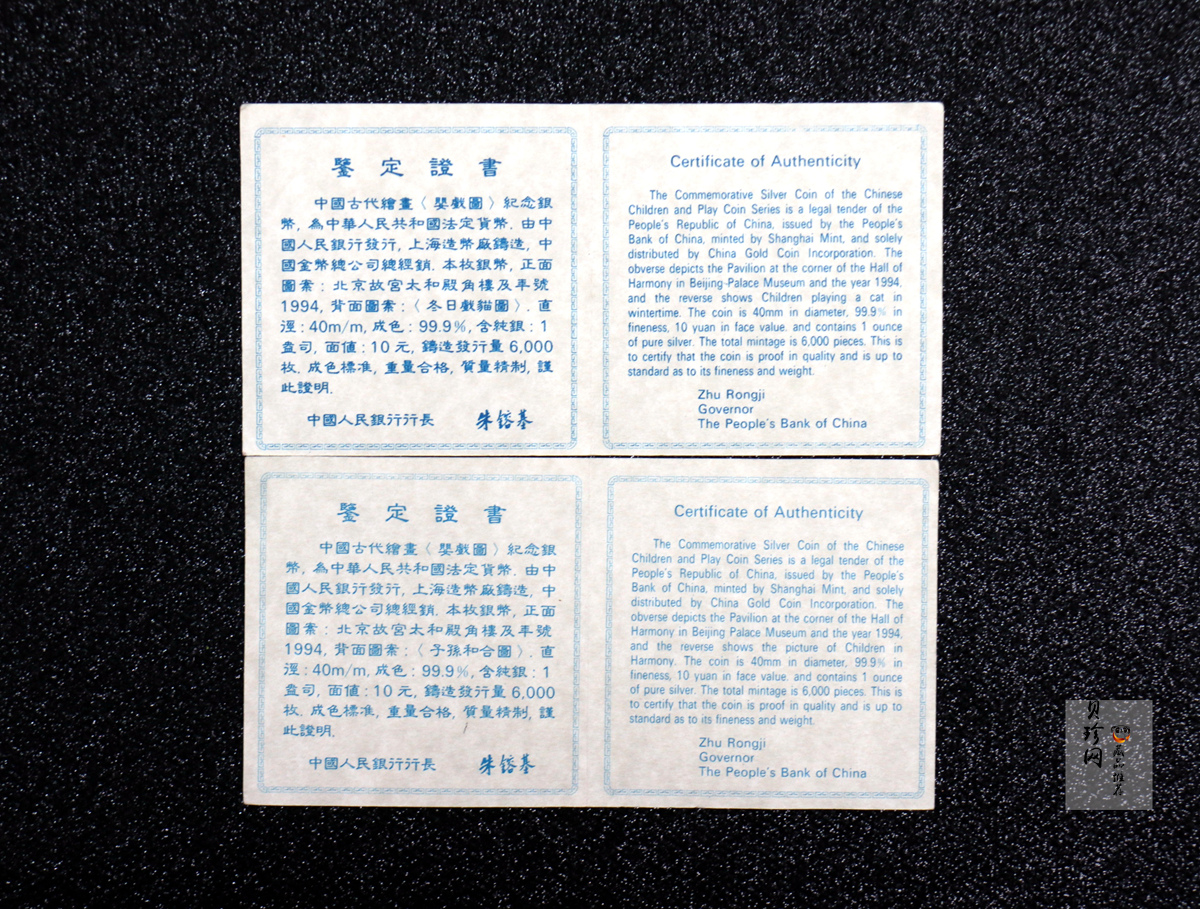 鑒定證書
中國古代繪畫〈嬰戲圖〉紀念銀
幣, 為中華人民共和國法定貨幣. 由中
國人民銀行發行, 上海造幣廠鑄造, 中
國金幣總公司總經銷. 本枚銀幣, 正面
圖案: 北京故宮太和殿角樓及年號
1994, 背面圖案:〈冬日戲貓圖〉. 直
徑: 40m/m, 成色: 99.9%, 含純銀: 1
盎司, 面值: 10元, 鑄造發行量6,000
枚. 成色標准, 重量合格, 質量精制, 謹
此證明.
中國人民銀行行長 朱鎔基
Certificate of Authenticity
The Commemorative Silver Coin of the Chinese
Children and Play Coin Series is a legal tender of the
People's Republic of China, issued by the People's
Bank of China, minted by Shanghai Mint, and solely
distributed by China Gold Coin Incorporation. The
obverse depicts the Pavilion at the corner of the Hall of
Harmony in Beijing Palace Museum and the year 1994,
and the reverse shows Children playing a cat in
wintertime. The coin is 40mm in diameter, 99.9% in
fineness, 10 yuan in face value. and contains 1 ounce
of pure silver. The total mintage is 6,000 pieces. This is
to certify that the coin is proof in quality and is up to
standard as to its fineness and weight.
Zhu Rongji
Governor
The People's Bank of China
鑒定證書
中國古代繪畫〈嬰戲圖〉紀念銀
幣, 為中華人民共和國法定貨幣. 由中
國人民銀行發行, 上海造幣廠鑄造, 中
國金幣總公司總經銷. 本枚銀幣, 正面
圖案: 北京故宮太和殿角樓及年號
1994, 背面圖案:〈子孫和合圖〉. 直
徑: 40m/m, 成色: 99.9%, 含純銀: 1
盎司, 面值: 10元, 鑄造發行量6,000
枚. 成色標准, 重量合格, 質量精制, 謹
此證明.
中國人民銀行行長 朱鎔基
Certificate of Authenticity
The Commemorative Silver Coin of the Chinese
Children and Play Coin Series is a legal tender of the
People's Republic of China, issued by the People's
Bank of China, minted by Shanghai Mint, and solely
distributed by China Gold Coin Incorporation. The
obverse depicts the Pavilion at the corner of the Hall of
Harmony in Beijing Palace Museum and the year 1994,
and the reverse shows the picture of Children in
Harmony. The coin is 40mm in diameter, 99.9% in
fineness, 10 yuan in face value. and contains 1 ounce
of pure silver. The total mintage is 6,000 pieces. This is
to certify that the coin is proof in quality and is up to
standard as to its fineness and weight.
Zhu Rongji
Governor
The People's Bank of China
贝珍网